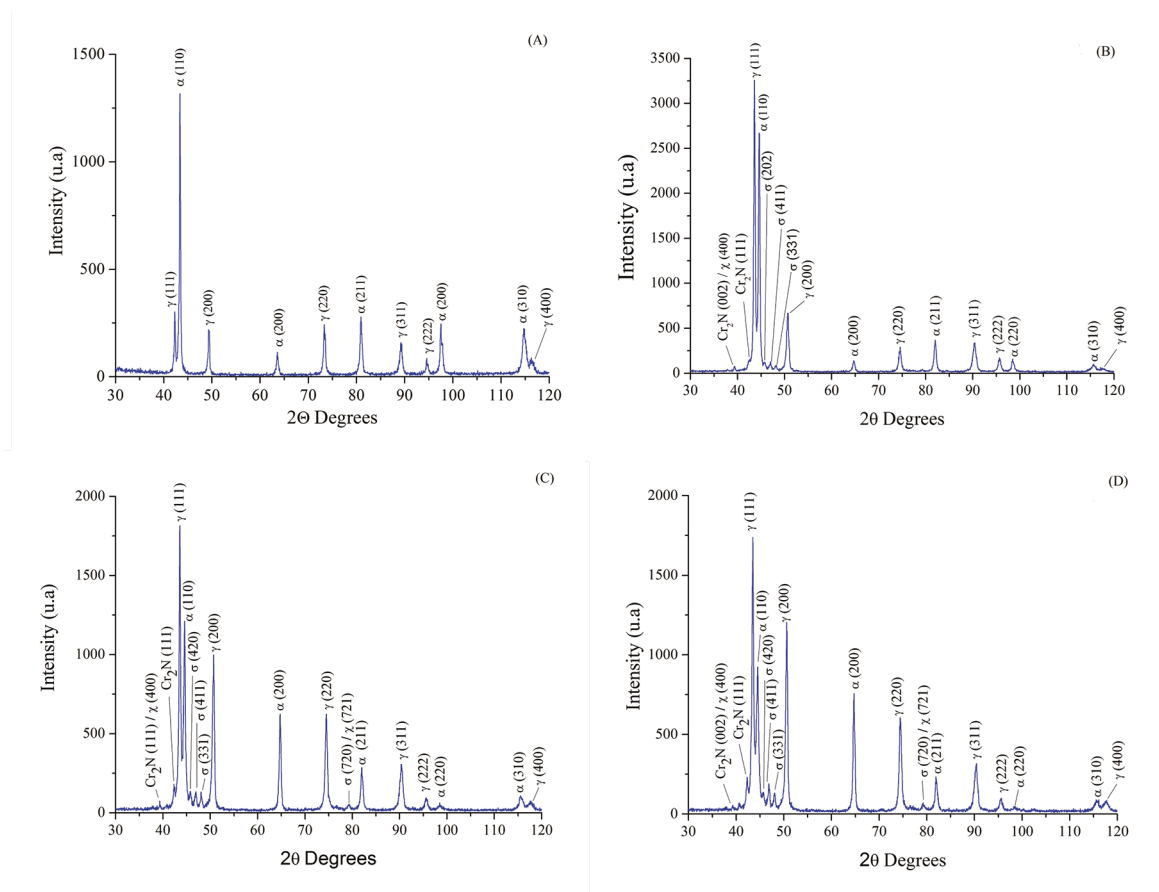 (A)
1500
1000
500
0
Intensity (u.a)
γ (111)
α (110)
γ (200)
α (200)
γ (220)
α (211)
γ (311)
γ (222)
α (200)
α (310)
γ (400)
30 40 50 60 70 80 90 100 110 120
2Θ Degrees
(B)
3500
3000
2500
2000
1500
1000
500
0
Intensity (u.a)
Cr2N (002) / χ (400)
Cr2N (111)
γ (111)
α (110)
σ (202)
σ (411)
σ (331)
γ (200)
α (200)
γ (220)
α (211)
γ (311)
γ (222)
α (220)
α (310)
γ (400)
30 40 50 60 70 80 90 100 110 120
2θ Degrees
(C)
2000
1500
1000
500
0
Intensity (u.a)
Cr2N (111) / χ (400)
Cr2N (111)
γ (111)
α (110)
σ (420)
σ (411)
σ (331)
γ (200)
α (200)
γ (220)
σ (720) / χ (721)
α (211)
γ (311)
γ (222)
α (220)
α (310)
γ (400)
30 40 50 60 70 80 90 100 110 120
2θ Degrees
(D)
2000
1500
1000
500
0
Intensity (u.a)
Cr2N (002) / χ (400)
Cr2N (111)
γ (111)
α (110)
σ (420)
σ (411)
σ (331)
γ (200)
α (200)
γ (220)
σ (720) / χ (721)
α (211)
γ (311)
γ (222)
α (220)
α (310)
γ (400)
30 40 50 60 70 80 90 100 110 120
2θ Degrees